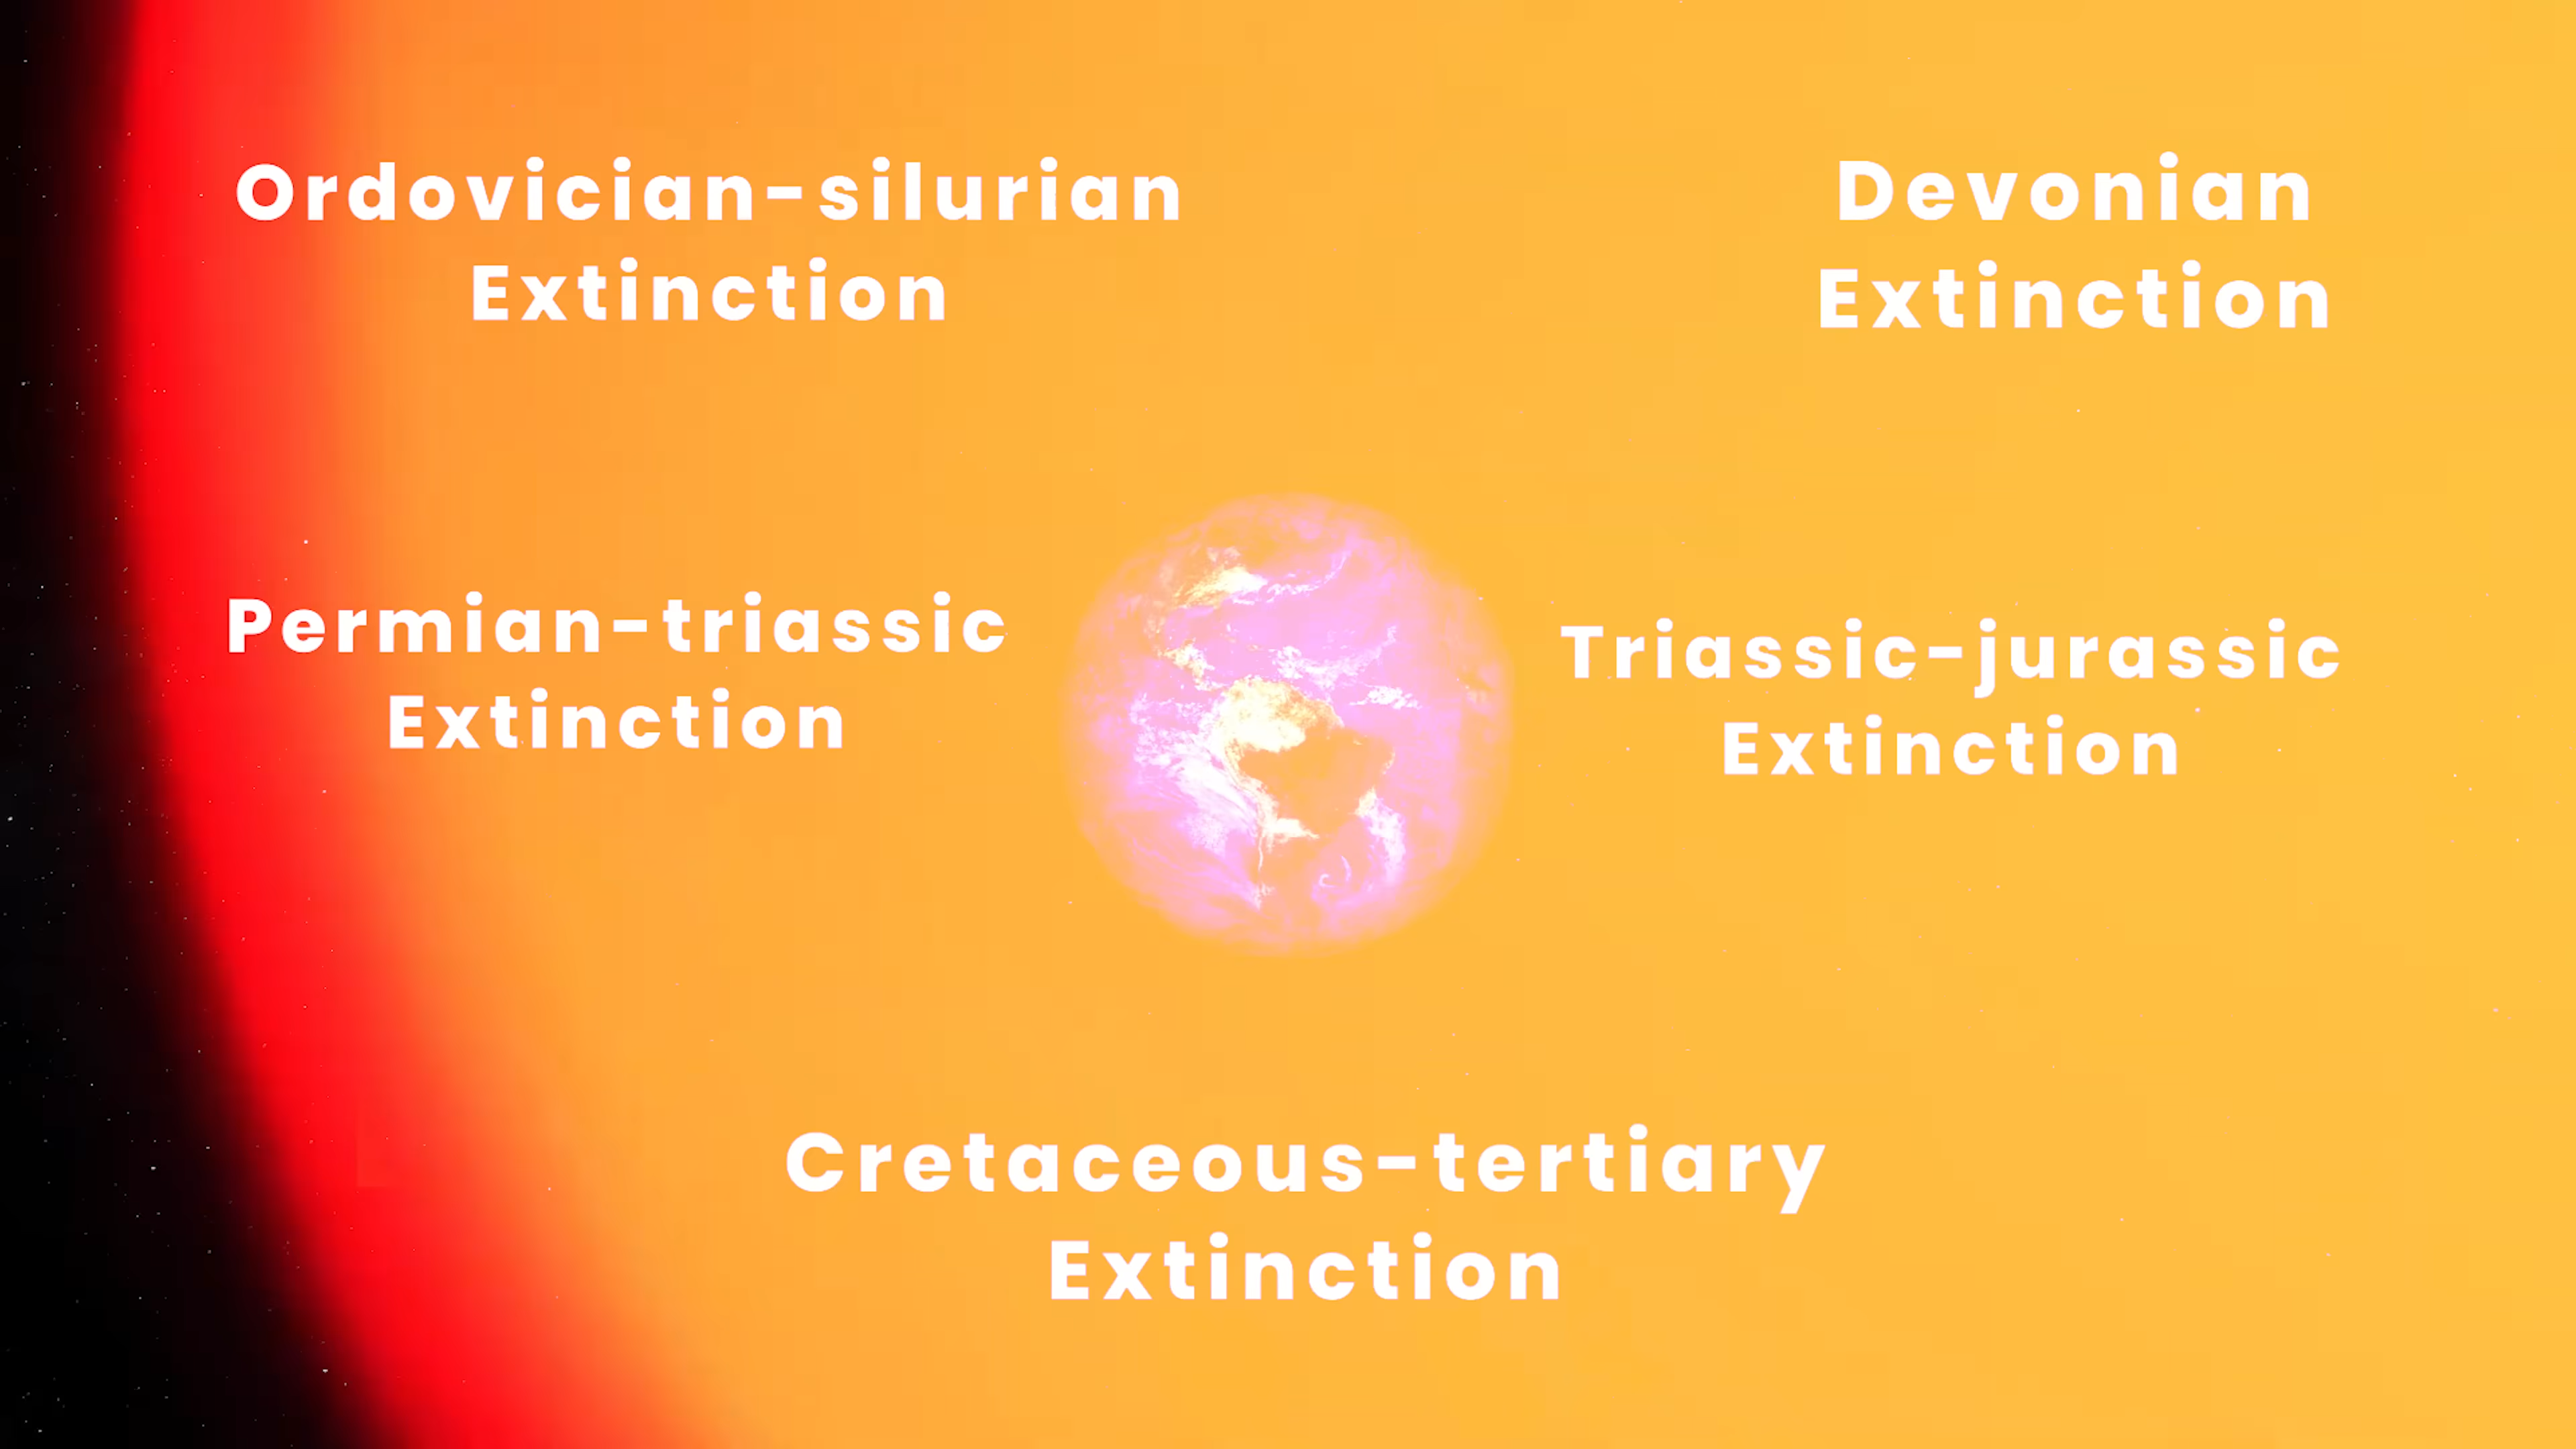 Ordovician-silurian
Extinction
Devonian
Extinction
Permian-triassic
Extinction
Triassic-jurassic
Extinction
Cretaceous-tertiary
Extinction